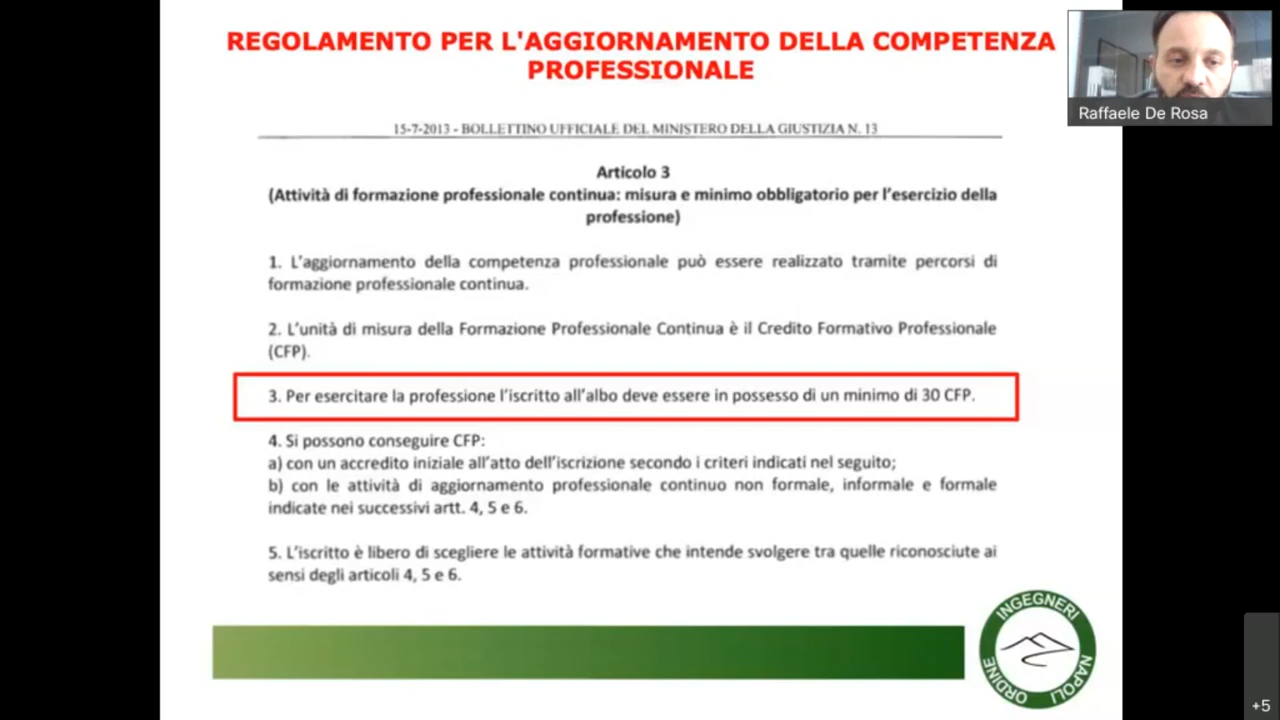 REGOLAMENTO PER L'AGGIORNAMENTO DELLA COMPETENZA
PROFESSIONALE
Raffaele De Rosa
15-7-2013 - BOLLETTINO UFFICIALE DEL MINISTERO DELLA GIUSTIZIA N. 13
Articolo 3
(Attività di formazione professionale continua: misura e minimo obbligatorio per l'esercizio della
professione)
1. L'aggiornamento della competenza professionale può essere realizzato tramite percorsi di
formazione professionale continua.
2. L'unità di misura della Formazione Professionale Continua è il Credito Formativo Professionale
(CFP).
3. Per esercitare la professione l'iscritto all'albo deve essere in possesso di un minimo di 30 CFP.
4. Si possono conseguire CFP:
a) con un accredito iniziale all'atto dell'iscrizione secondo i criteri indicati nel seguito;
b) con le attività di aggiornamento professionale continuo non formale, informale e formale
indicate nei successivi artt. 4, 5 e 6.
5. L'iscritto è libero di scegliere le attività formative che intende svolgere tra quelle riconosciute ai
sensi degli articoli 4, 5 e 6.
ORDINE INGEGNERI NAPOLI
+5